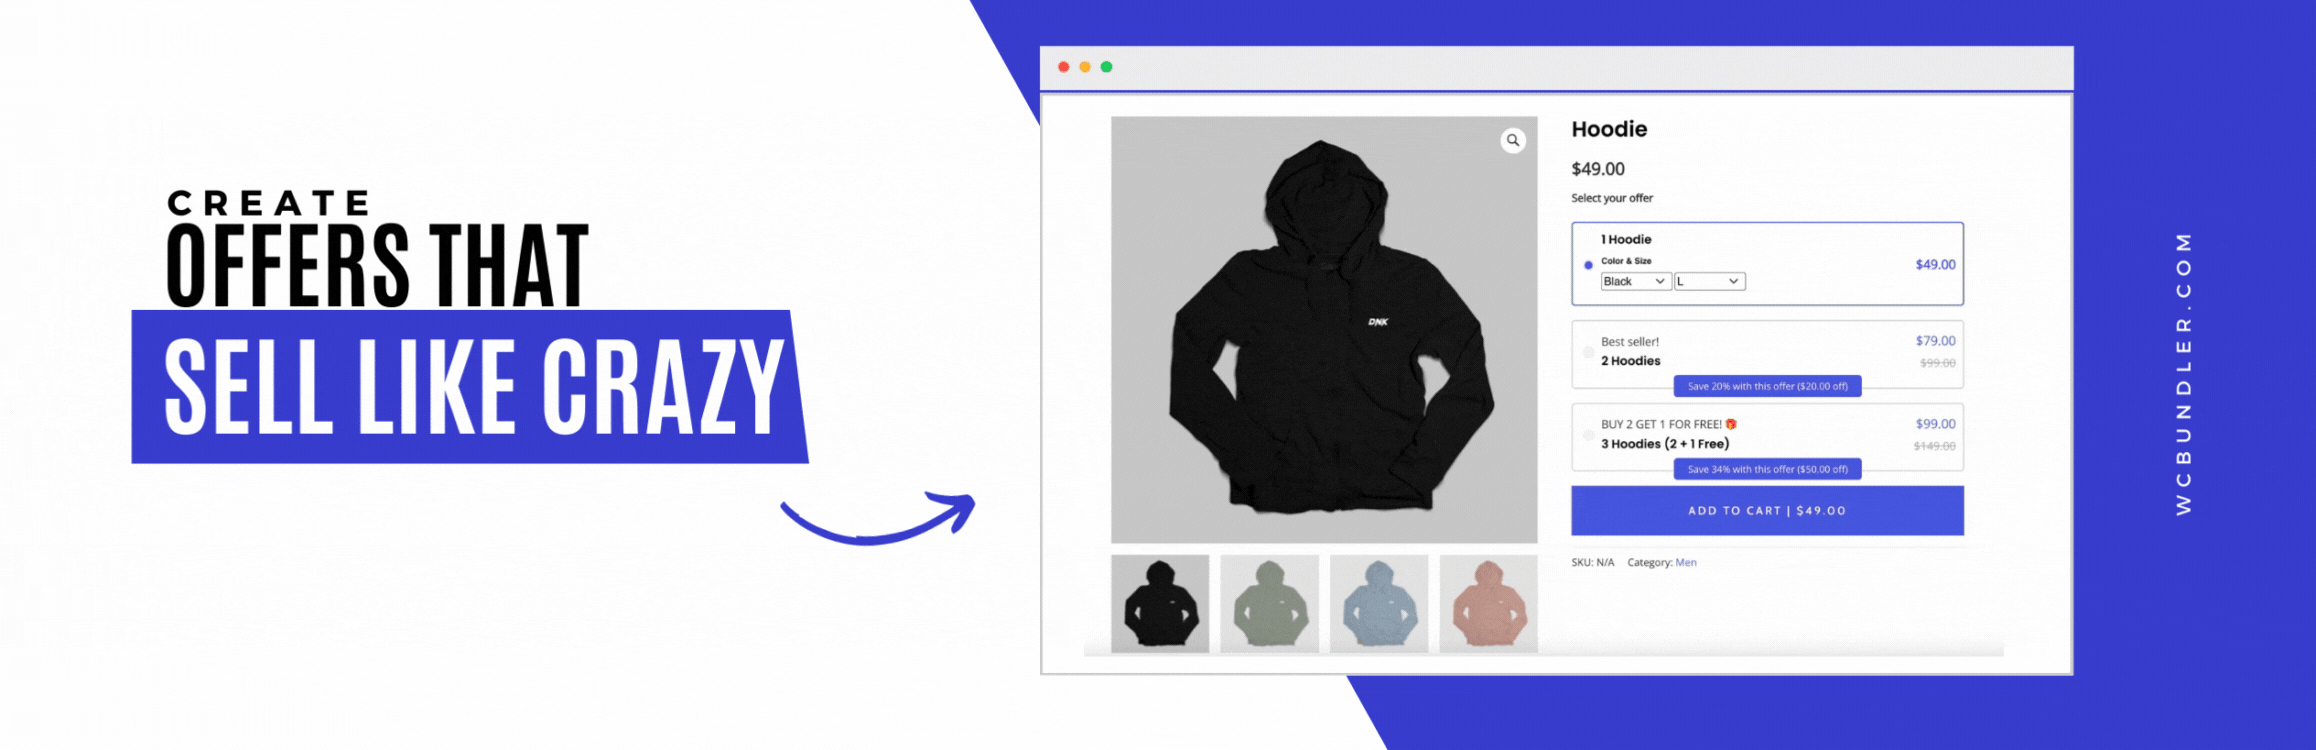 CREATE
OFFERS THAT
SELL LIKE CRAZY
DNK
Hoodie
$49.00
Select your offer
1 Hoodie
Color & Size
Black L
$49.00
Best seller!
2 Hoodies
$79.00
$99.00
Save 20% with this offer ($20.00 off)
BUY 2 GET 1 FOR FREE! 🎁
3 Hoodies (2 + 1 Free)
$99.00
$149.00
Save 34% with this offer ($50.00 off)
ADD TO CART | $49.00
SKU: N/A Category: Men
WCBUNDLER.COM